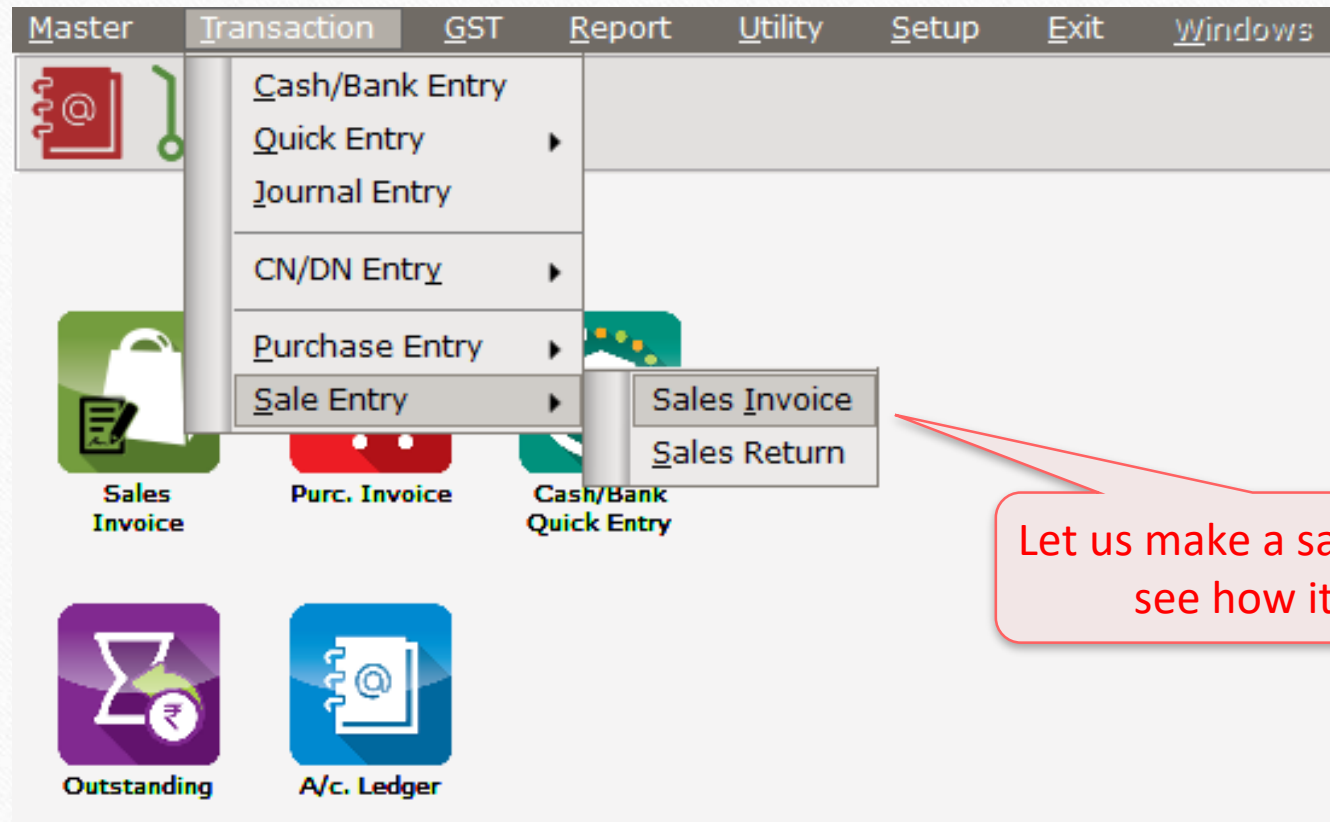 Master Transaction GST Report Utility Setup Exit Windows
Cash/Bank Entry
Quick Entry
Journal Entry
CN/DN Entry
Purchase Entry
Sale Entry
Sales Invoice
Sales Return
Sales
Invoice
Purc. Invoice
Cash/Bank
Quick Entry
Let us make a
see how it
Outstanding
A/c. Ledger